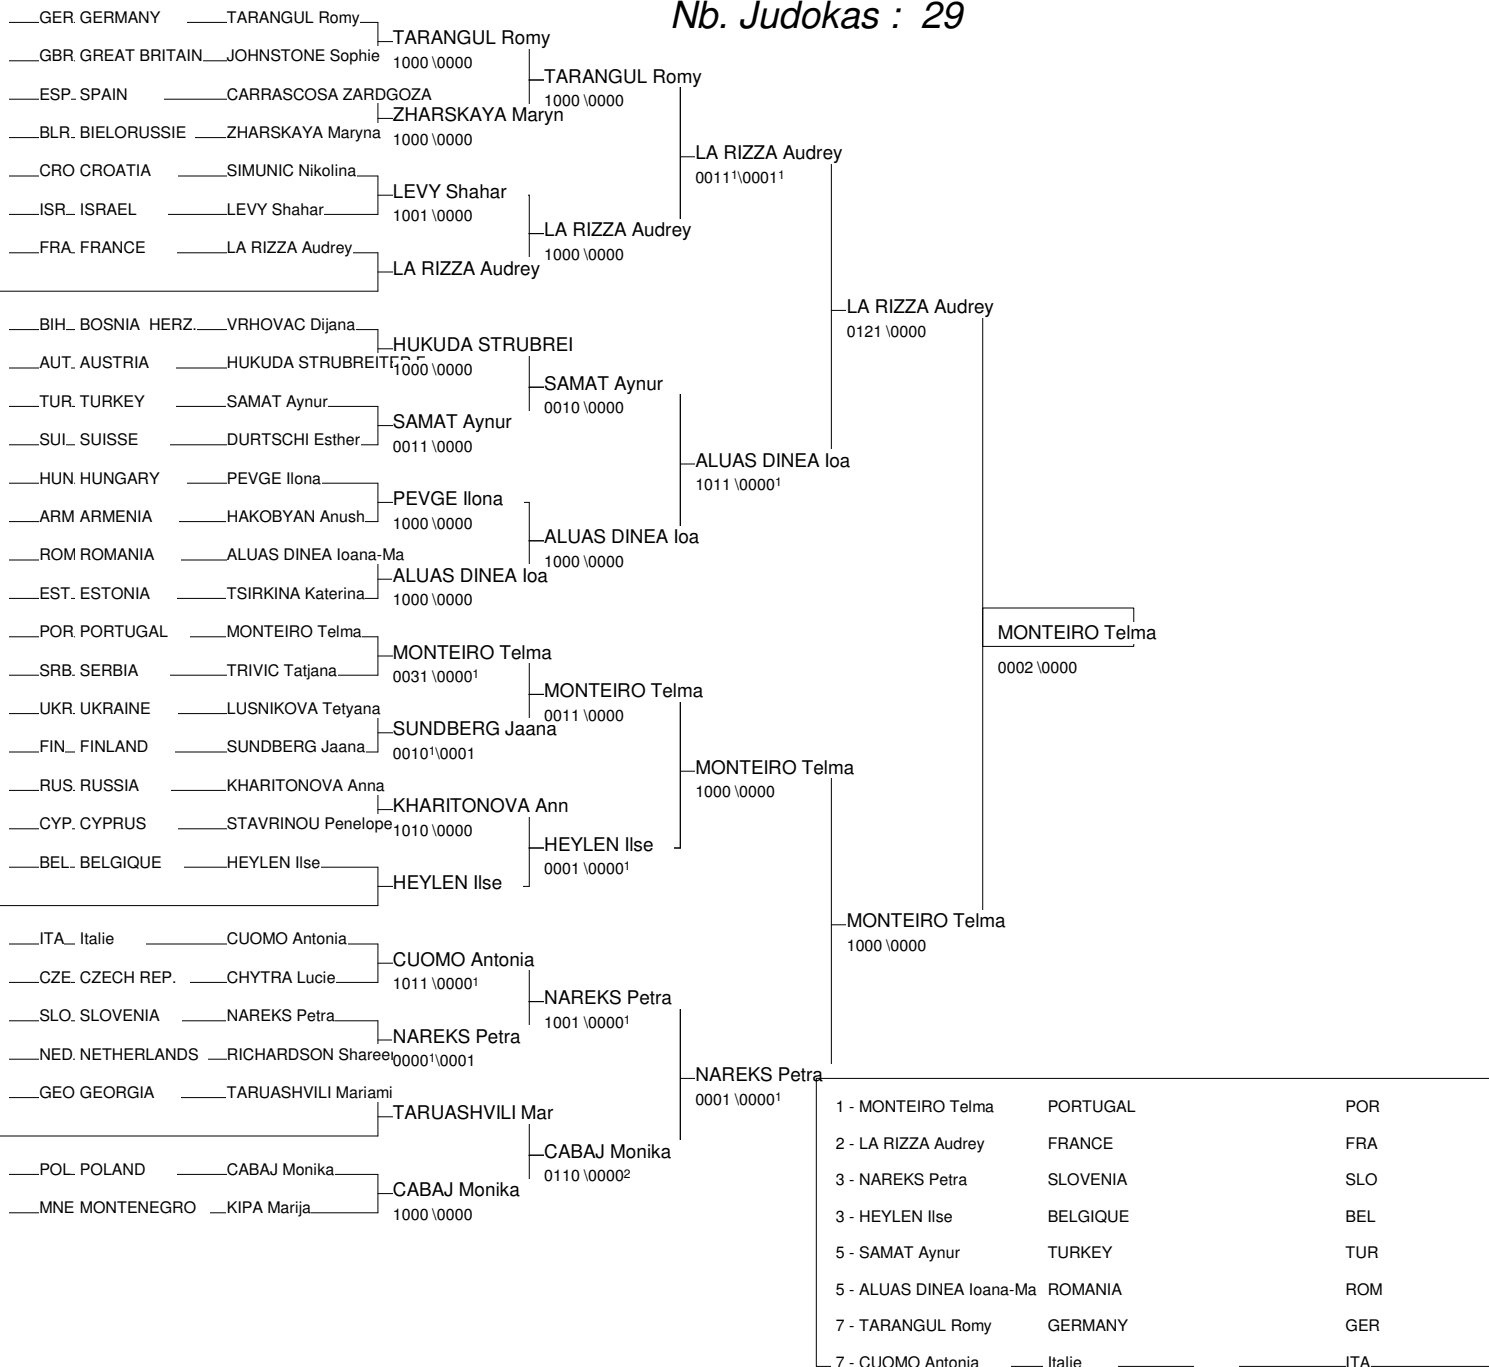 Nb. Judokas : 29
GER GERMANY TARANGUL Romy
GBR GREAT BRITAIN JOHNSTONE Sophie
ESP SPAIN CARRASCOSA ZARDGOZA
BLR BIELORUSSIE ZHARSKAYA Maryna
CRO CROATIA SIMUNIC Nikolina
ISR ISRAEL LEVY Shahar
FRA FRANCE LA RIZZA Audrey
BIH BOSNIA HERZ. VRHOVAC Dijana
AUT AUSTRIA HUKUDA STRUBREITER
TUR TURKEY SAMAT Aynur
SUI SUISSE DURTSCHI Esther
HUN HUNGARY PEVGE Ilona
ARM ARMENIA HAKOBYAN Anush
ROM ROMANIA ALUAS DINEA Ioana-Ma
EST ESTONIA TSIRKINA Katerina
POR PORTUGAL MONTEIRO Telma
SRB SERBIA TRIVIC Tatjana
UKR UKRAINE LUSNIKOVA Tetyana
FIN FINLAND SUNDBERG Jaana
RUS RUSSIA KHARITONOVA Anna
CYP CYPRUS STAVRINOU Penelope
BEL BELGIQUE HEYLEN Ilse
ITA Italie CUOMO Antonia
CZE CZECH REP. CHYTRA Lucie
SLO SLOVENIA NAREKS Petra
NED NETHERLANDS RICHARDSON Shareen
GEO GEORGIA TARUASHVILI Mariami
POL POLAND CABAJ Monika
MNE MONTENEGRO KIPA Marija
TARANGUL Romy
1000 \0000
ZHARSKAYA Maryn
1000 \0000
LEVY Shahar
1001 \0000
LA RIZZA Audrey
HUKUDA STRUBREI
1000 \0000
SAMAT Aynur
0011 \0000
PEVGE Ilona
1000 \0000
ALUAS DINEA Ioa
1000 \0000
MONTEIRO Telma
0031 \0000¹
SUNDBERG Jaana
0010¹\0001
KHARITONOVA Ann
1010 \0000
HEYLEN Ilse
CUOMO Antonia
1011 \0000¹
NAREKS Petra
0000¹\0001
TARUASHVILI Mar
CABAJ Monika
1000 \0000
TARANGUL Romy
1000 \0000
LA RIZZA Audrey
1000 \0000
SAMAT Aynur
0010 \0000
ALUAS DINEA Ioa
1000 \0000
MONTEIRO Telma
0011 \0000
HEYLEN Ilse
0001 \0000¹
NAREKS Petra
1001 \0000¹
CABAJ Monika
0110 \0000²
LA RIZZA Audrey
0011¹\0001¹
ALUAS DINEA Ioa
1011 \0000¹
MONTEIRO Telma
1000 \0000
NAREKS Petra
0001 \0000¹
LA RIZZA Audrey
0121 \0000
MONTEIRO Telma
1000 \0000
MONTEIRO Telma
0002 \0000
1 - MONTEIRO Telma PORTUGAL POR
2 - LA RIZZA Audrey FRANCE FRA
3 - NAREKS Petra SLOVENIA SLO
3 - HEYLEN Ilse BELGIQUE BEL
5 - SAMAT Aynur TURKEY TUR
5 - ALUAS DINEA Ioana-Ma ROMANIA ROM
7 - TARANGUL Romy GERMANY GER
7 - CUOMO Antonia Italie ITA